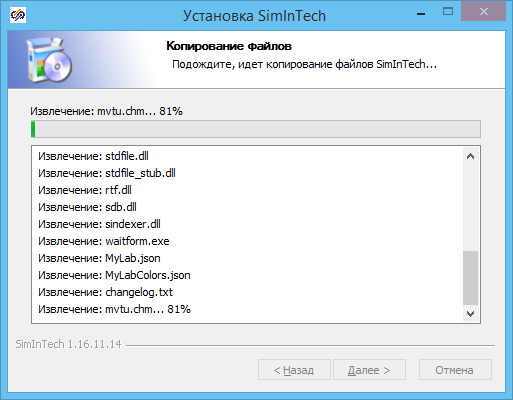 Установка SimInTech
Копирование файлов
Подождите, идет копирование файлов SimInTech...
Извлечение: mvtu.chm... 81%
Извлечение: stdfile.dll
Извлечение: stdfile_stub.dll
Извлечение: rtf.dll
Извлечение: sdb.dll
Извлечение: sindexer.dll
Извлечение: waitform.exe
Извлечение: MyLab.json
Извлечение: MyLabColors.json
Извлечение: changelog.txt
Извлечение: mvtu.chm... 81%
SimInTech 1.16.11.14
< Назад
Далее >
Отмена